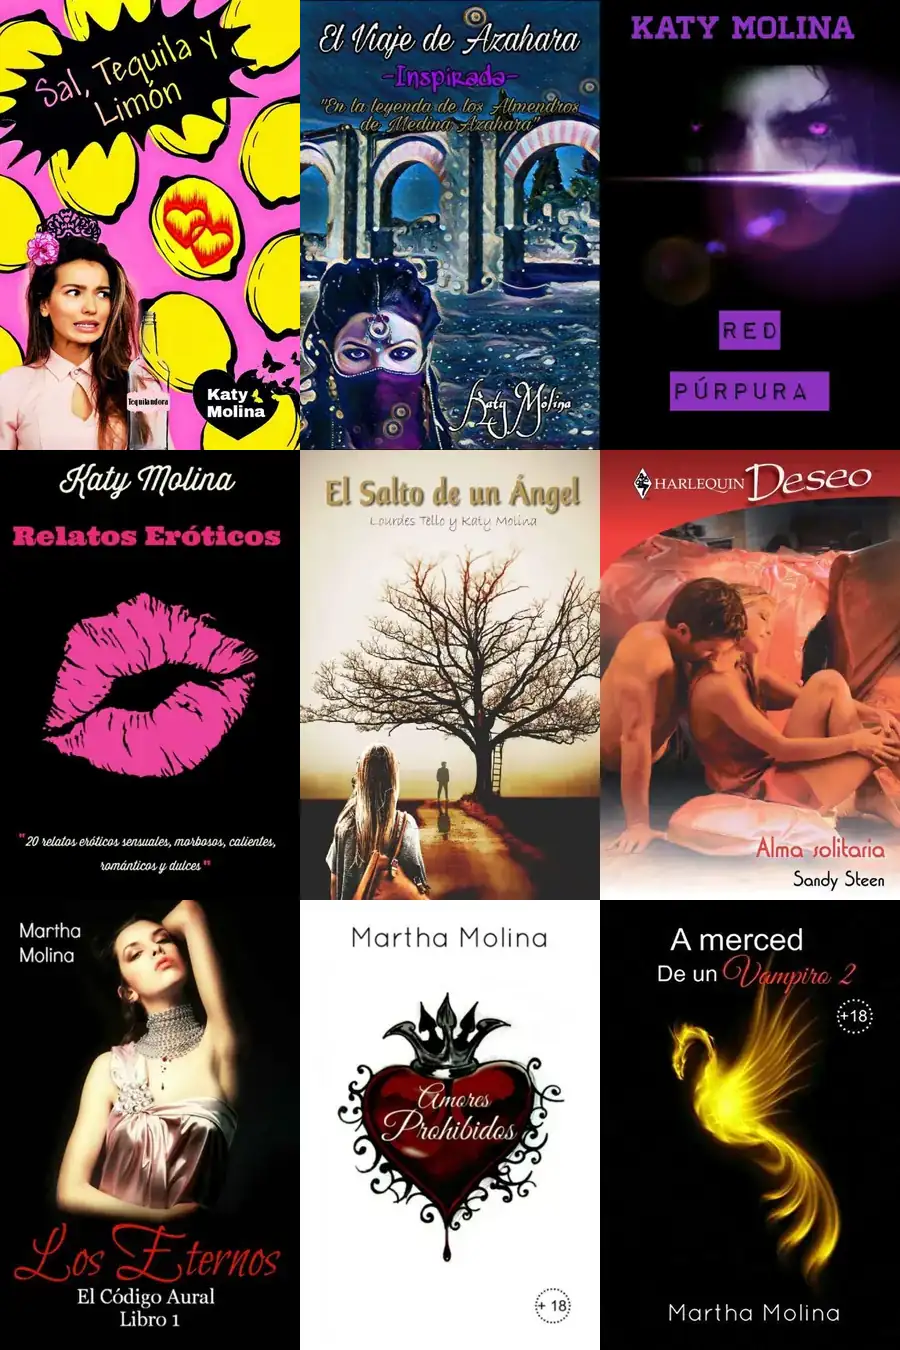 Sal, Tequila y
Limón
Tequilandora
Katy
Molina
El Viaje de Azahara
-Inspirada-
"En la leyenda de los Almendros
de Medina Azahara"
Katy Molina
KATY MOLINA
RED
PÚRPURA
Katy Molina
Relatos Eróticos
"20 relatos eróticos sensuales, morbosos, calientes,
románticos y dulces"
El Salto de un Ángel
Lourdes Tello y Katy Molina
HARLEQUIN Deseo
Alma solitaria
Sandy Steen
Martha
Molina
Los Eternos
El Código Aural
Libro 1
Martha Molina
Amores
Prohibidos
+ 18
A merced
De un Vampiro 2
+18
Martha Molina